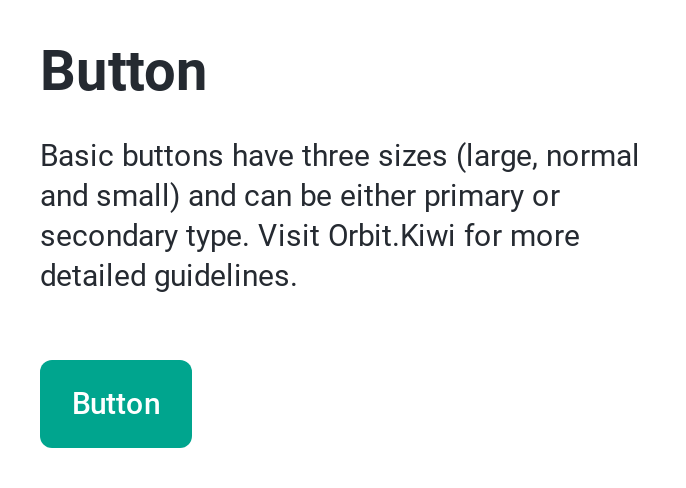 Button
Basic buttons have three sizes (large, normal
and small) and can be either primary or
secondary type. Visit Orbit.Kiwi for more
detailed guidelines.
Button